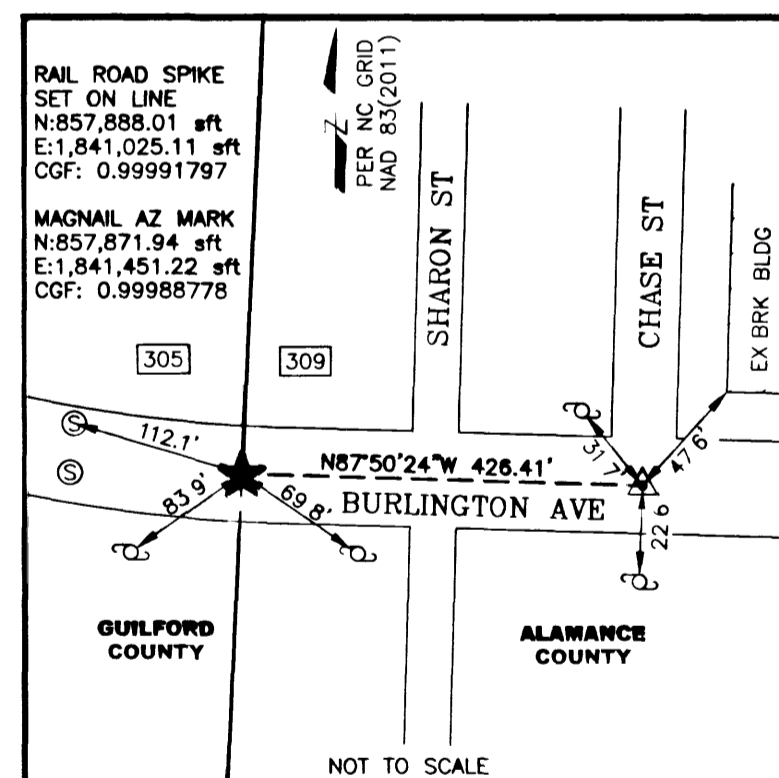 RAIL ROAD SPIKE
SET ON LINE
N:857,888.01 sft
E:1,841,025.11 sft
CGF: 0.99991797
MAGNAIL AZ MARK
N:857,871.94 sft
E:1,841,451.22 sft
CGF: 0.99988778
Z
PER NC GRID
NAD 83(2011)
SHARON ST
CHASE ST
EX BRK BLDG
305
309
S
112.1'
S
N87°50'24"W 426.41'
31 7'
47 6'
83 9'
69 8'
BURLINGTON AVE
22 6
GUILFORD
COUNTY
ALAMANCE
COUNTY
NOT TO SCALE